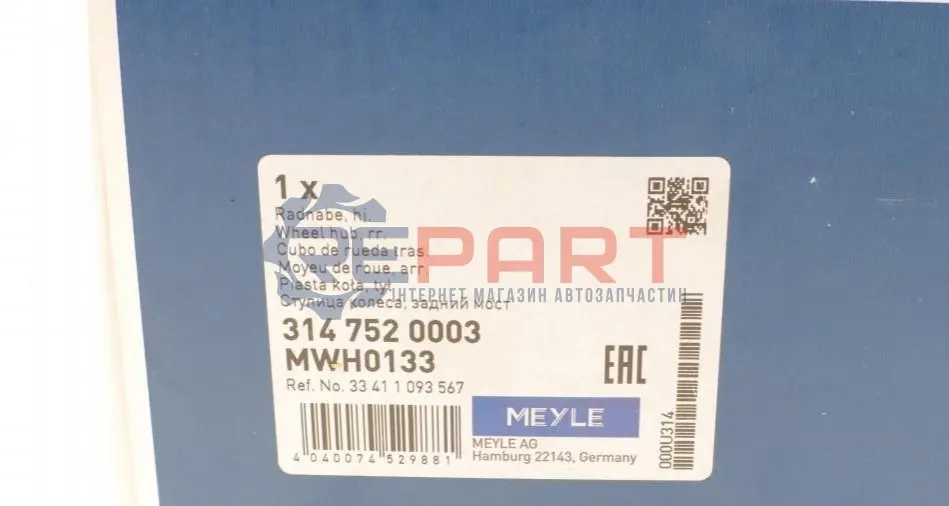 1 x
Radnabe, hi.
Wheel hub, rr.
Cubo de rueda tras.
Moyeu de roue, arr.
Piasta koła, tył
Ступица колеса, задний мост
314 752 0003
MWH0133
Ref. No. 33 41 1 093 567
EAC
4 040074 529881
MEYLE
MEYLE AG
Hamburg 22143, Germany
000U314
EPART
ІНТЕРНЕТ МАГАЗИН АВТОЗАПЧАСТИН